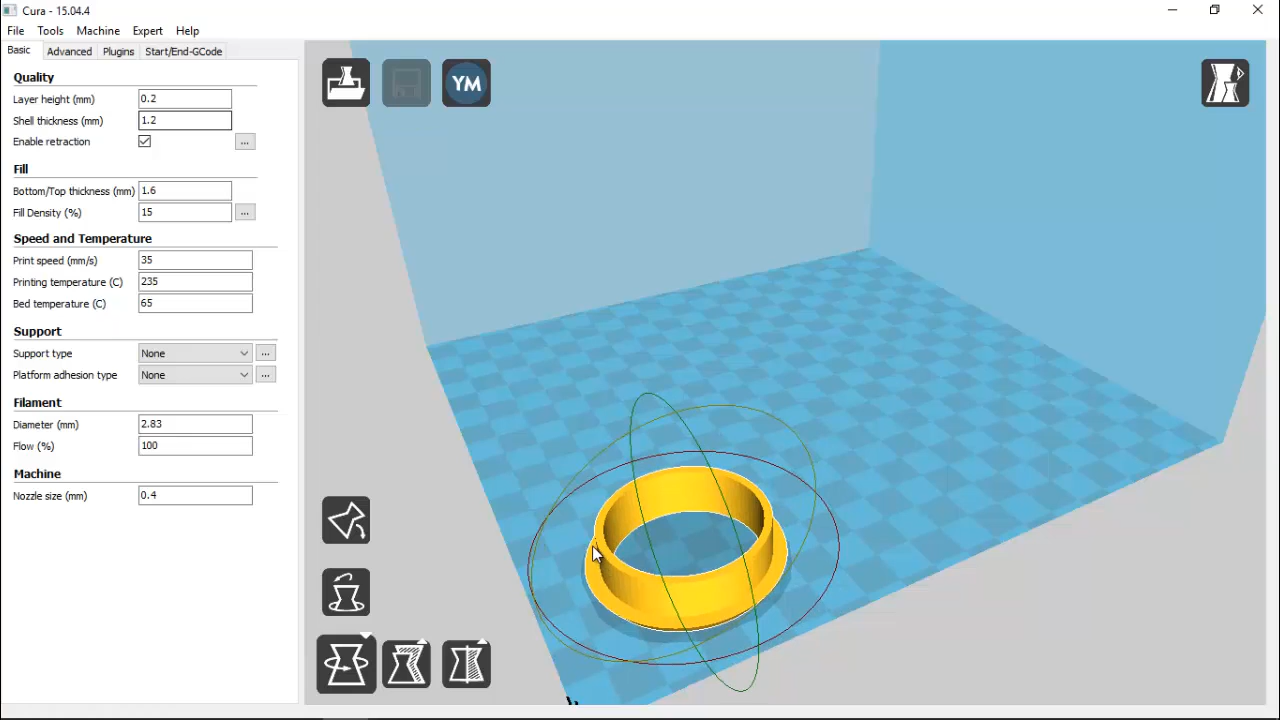 Cura - 15.04.4
File Tools Machine Expert Help
Basic Advanced Plugins Start/End-GCode
Quality
Layer height (mm) 0.2
Shell thickness (mm) 1.2
Enable retraction ...
Fill
Bottom/Top thickness (mm) 1.6
Fill Density (%) 15 ...
Speed and Temperature
Print speed (mm/s) 35
Printing temperature (C) 235
Bed temperature (C) 65
Support
Support type None ...
Platform adhesion type None ...
Filament
Diameter (mm) 2.83
Flow (%) 100
Machine
Nozzle size (mm) 0.4
YM